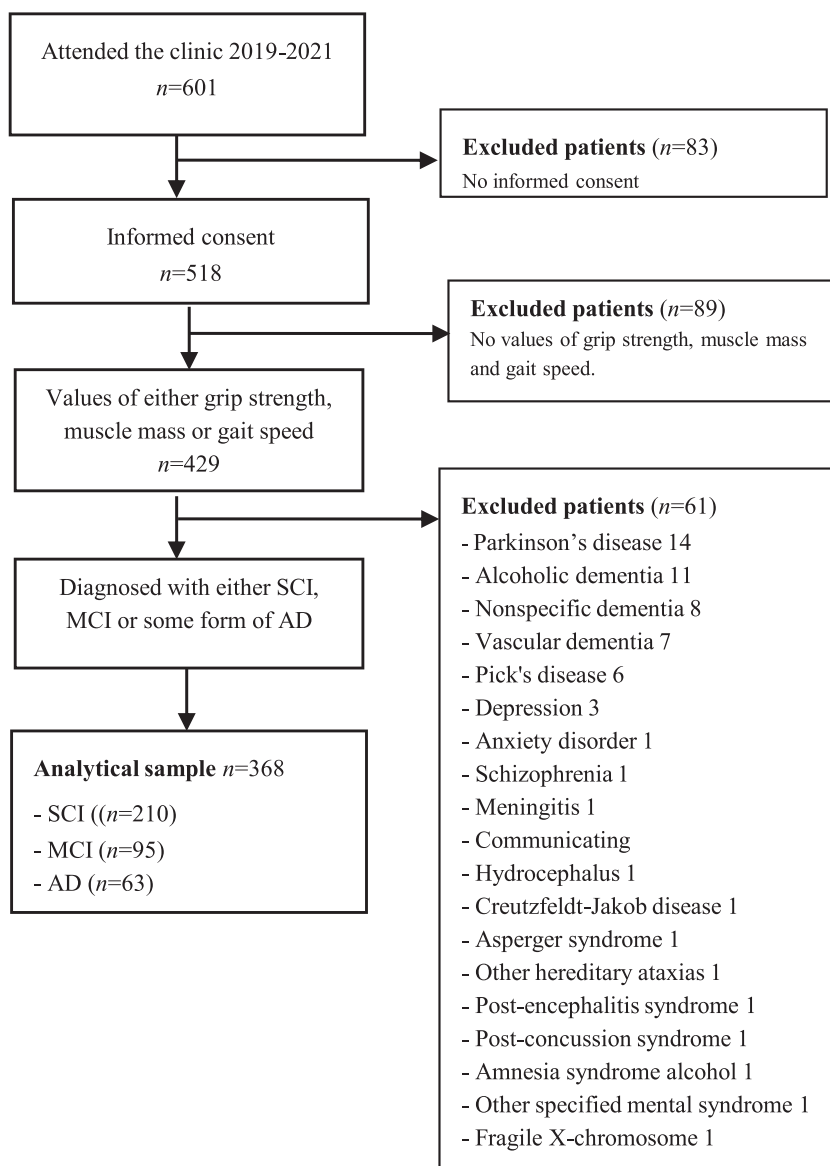 Attended the clinic 2019-2021
n=601
Excluded patients (n=83)
No informed consent
Informed consent
n=518
Excluded patients (n=89)
No values of grip strength, muscle mass
and gait speed.
Values of either grip strength,
muscle mass or gait speed
n=429
Excluded patients (n=61)
- Parkinson’s disease 14
- Alcoholic dementia 11
- Nonspecific dementia 8
- Vascular dementia 7
- Pick's disease 6
- Depression 3
- Anxiety disorder 1
- Schizophrenia 1
- Meningitis 1
- Communicating
- Hydrocephalus 1
- Creutzfeldt-Jakob disease 1
- Asperger syndrome 1
- Other hereditary ataxias 1
- Post-encephalitis syndrome 1
- Post-concussion syndrome 1
- Amnesia syndrome alcohol 1
- Other specified mental syndrome 1
- Fragile X-chromosome 1
Diagnosed with either SCI,
MCI or some form of AD
Analytical sample n=368
- SCI ((n=210)
- MCI (n=95)
- AD (n=63)